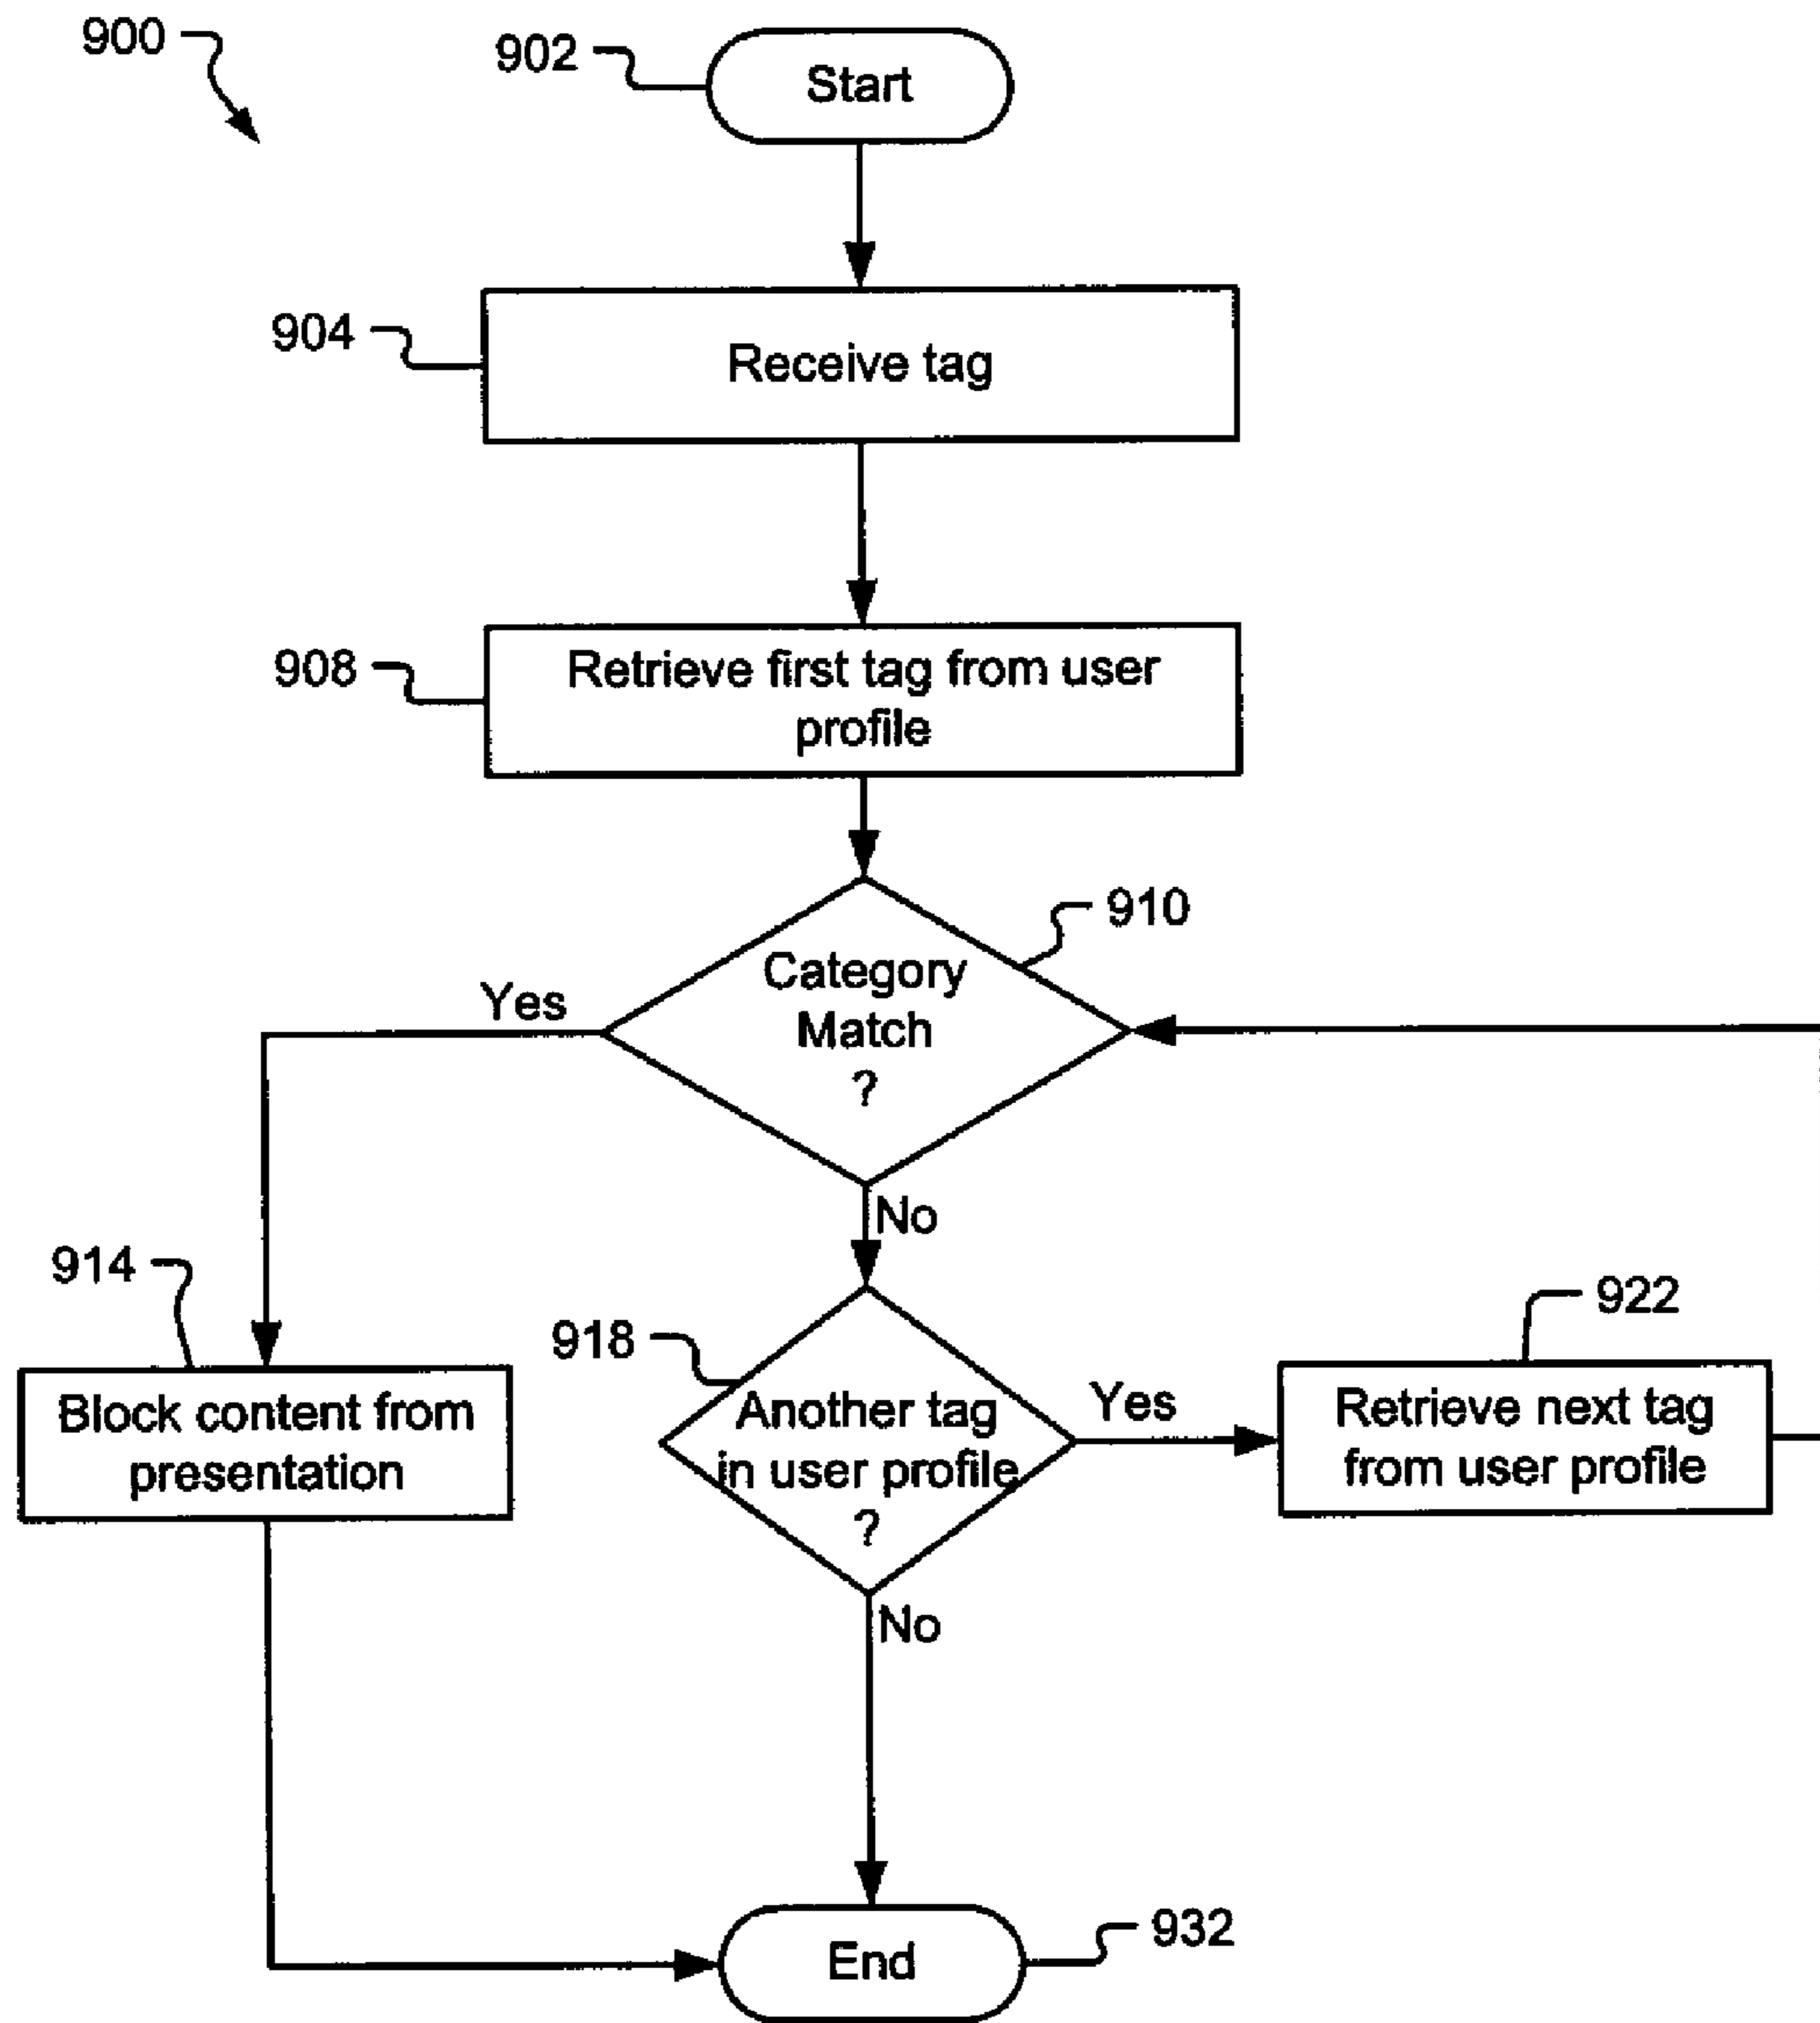 900
902
Start
904
Receive tag
908
Retrieve first tag from user
profile
910
Category
Match
?
Yes
No
914
Block content from
presentation
918
Another tag
in user profile
?
Yes
922
Retrieve next tag
from user profile
No
End
932